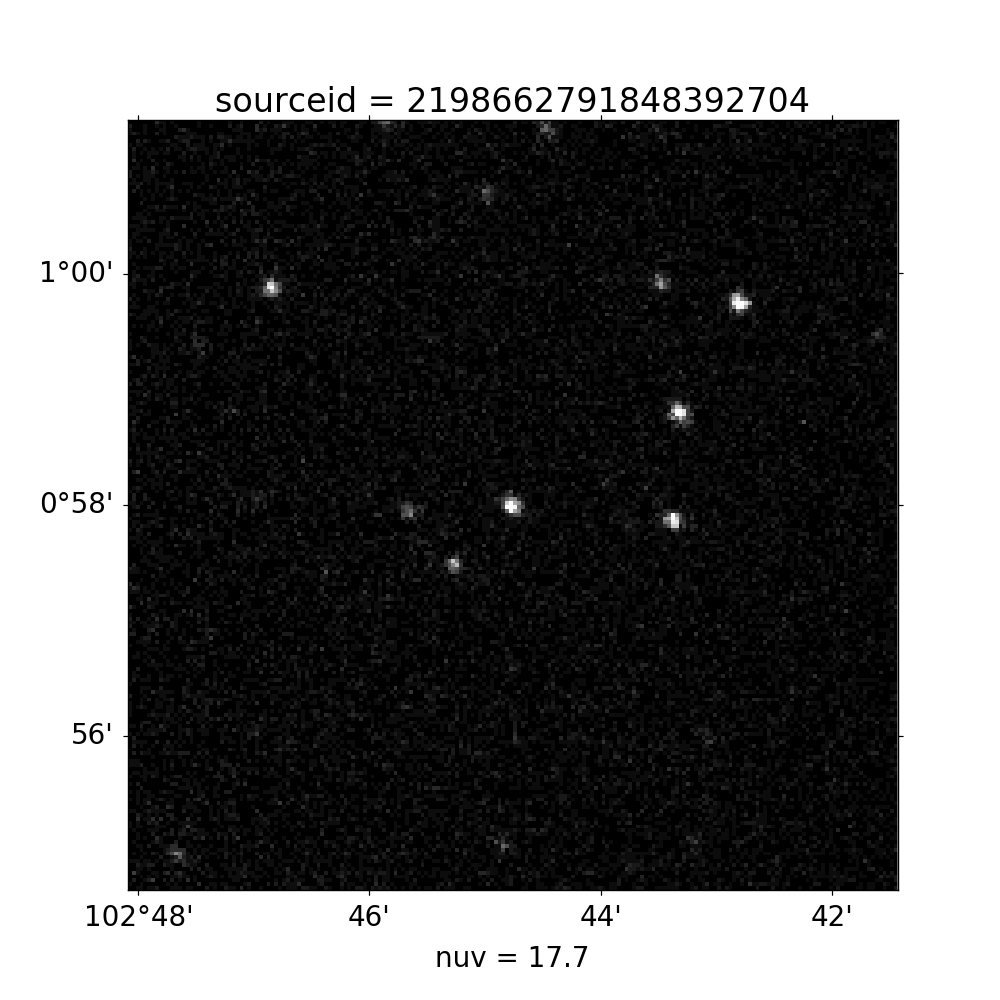 sourceid = 2198662791848392704
1°00'
0°58'
56'
102°48' 46' 44' 42'
nuv = 17.7